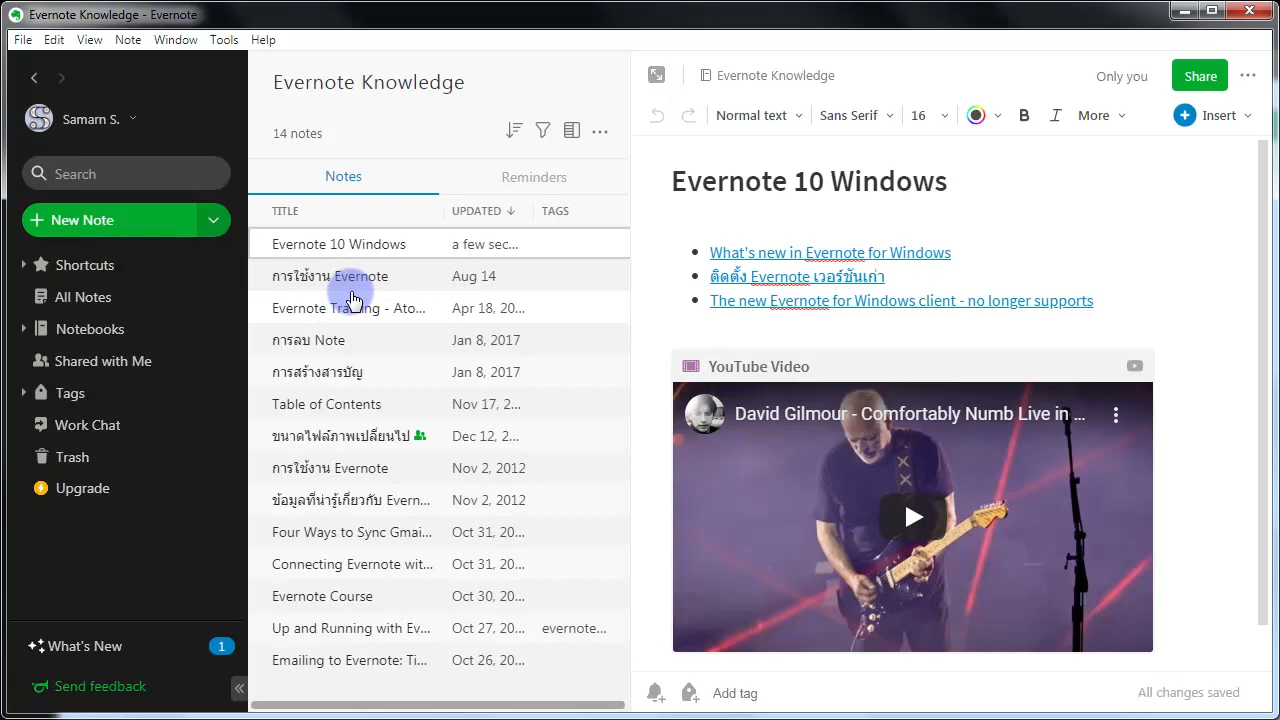 Evernote Knowledge - Evernote
File Edit View Note Window Tools Help
Samarn S.
Search
New Note
Shortcuts
All Notes
Notebooks
Shared with Me
Tags
Work Chat
Trash
Upgrade
What's New 1
Send feedback
Evernote Knowledge
14 notes
Notes Reminders
TITLE UPDATED TAGS
Evernote 10 Windows a few sec...
การใช้งาน Evernote Aug 14
Evernote Training - Ato... Apr 18, 20...
การลบ Note Jan 8, 2017
การสร้างสารบัญ Jan 8, 2017
Table of Contents Nov 17, 2...
ขนาดไฟล์ภาพเปลี่ยนไป Dec 12, 2...
การใช้งาน Evernote Nov 2, 2012
ข้อมูลที่น่ารู้เกี่ยวกับ Evern... Nov 2, 2012
Four Ways to Sync Gmai... Oct 31, 20...
Connecting Evernote wit... Oct 31, 20...
Evernote Course Oct 30, 20...
Up and Running with Ev... Oct 27, 20... evernote...
Emailing to Evernote: Ti... Oct 26, 20...
Evernote Knowledge Only you Share
Normal text Sans Serif 16 B I More Insert
Evernote 10 Windows
What's new in Evernote for Windows
ติดตั้ง Evernote เวอร์ชันเก่า
The new Evernote for Windows client - no longer supports
YouTube Video
David Gilmour - Comfortably Numb Live in ...
Add tag All changes saved